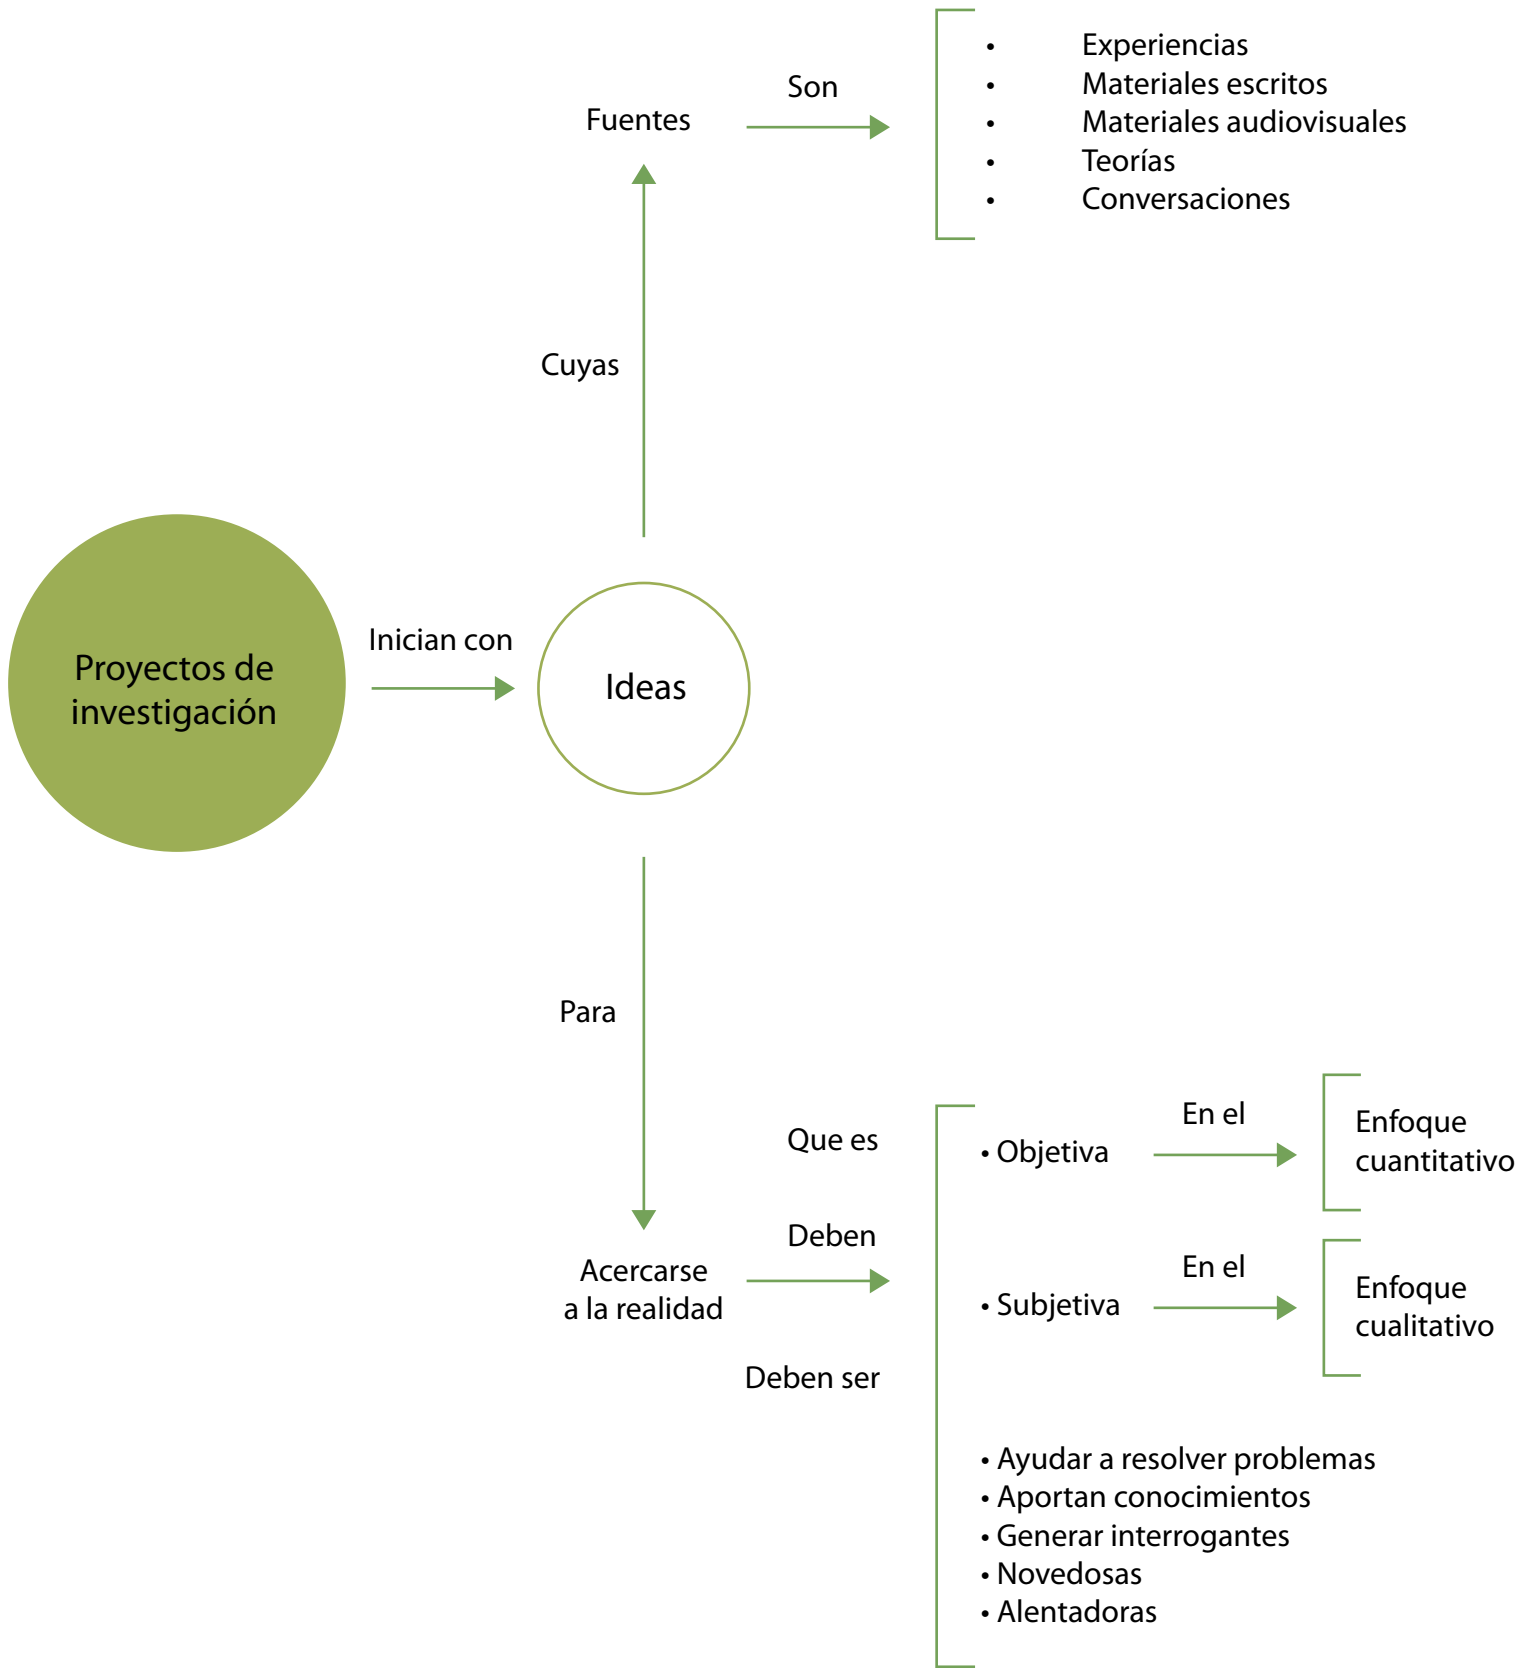 Son
• Experiencias
• Materiales escritos
• Materiales audiovisuales
• Teorías
• Conversaciones
Fuentes
Cuyas
Proyectos de
investigación
Inician con
Ideas
Para
Acercarse
a la realidad
Que es
Deben
Deben ser
• Objetiva
En el
Enfoque
cuantitativo
• Subjetiva
En el
Enfoque
cualitativo
• Ayudar a resolver problemas
• Aportan conocimientos
• Generar interrogantes
• Novedosas
• Alentadoras